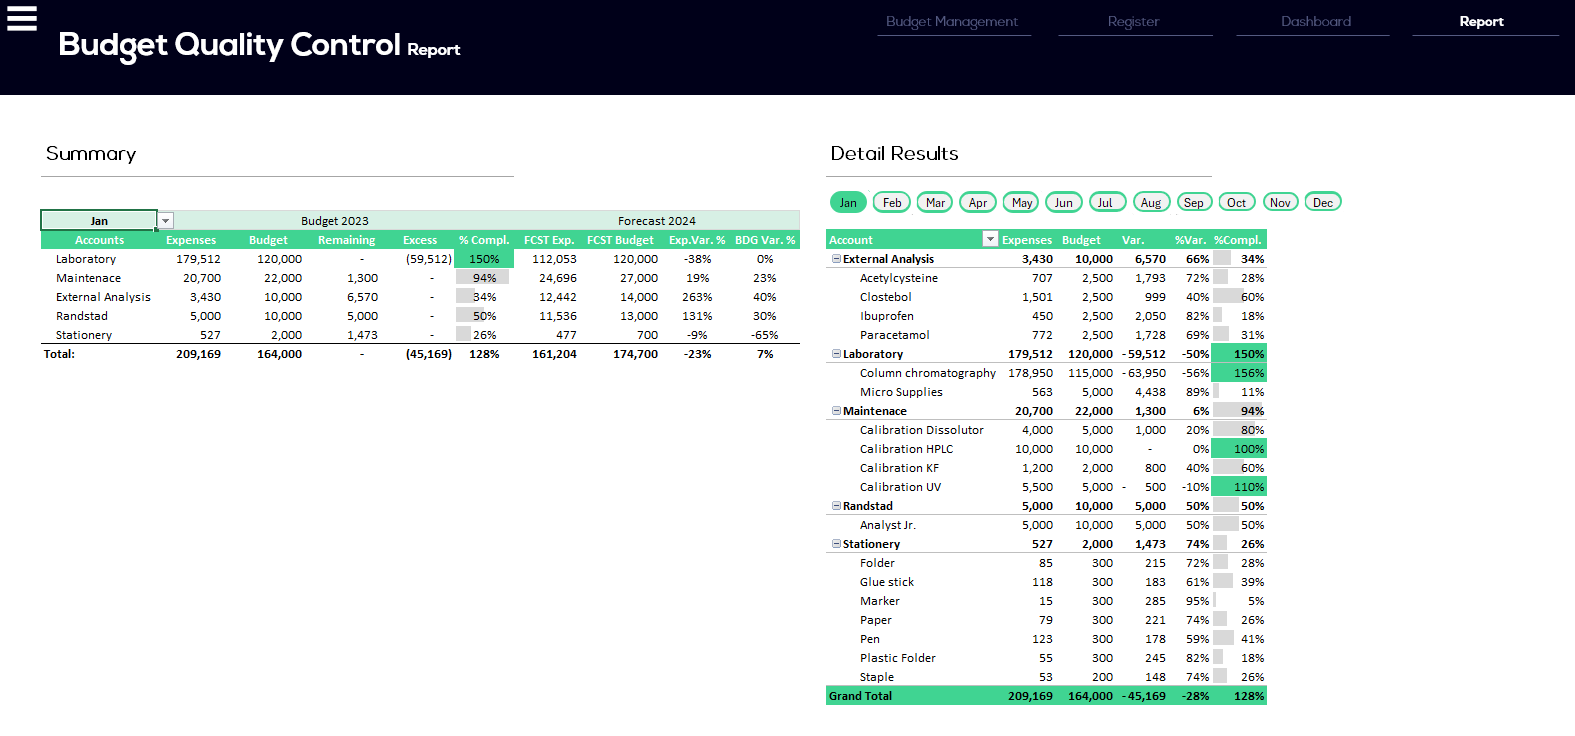 Budget Management Register Dashboard Report
Budget Quality Control Report
Summary
Jan Budget 2023 Forecast 2024
Accounts Expenses Budget Remaining Excess % Compl. FCST Exp. FCST Budget Exp.Var. % BDG Var. %
Laboratory 179,512 120,000 - (59,512) 150% 112,053 120,000 -38% 0%
Maintenace 20,700 22,000 1,300 - 94% 24,696 27,000 19% 23%
External Analysis 3,430 10,000 6,570 - 34% 12,442 14,000 263% 40%
Randstad 5,000 10,000 5,000 - 50% 11,536 13,000 131% 30%
Stationery 527 2,000 1,473 - 26% 477 700 -9% -65%
Total: 209,169 164,000 - (45,169) 128% 161,204 174,700 -23% 7%
Detail Results
Jan Feb Mar Apr May Jun Jul Aug Sep Oct Nov Dec
Account Expenses Budget Var. %Var. %Compl.
External Analysis 3,430 10,000 6,570 66% 34%
Acetylcysteine 707 2,500 1,793 72% 28%
Clostebol 1,501 2,500 999 40% 60%
Ibuprofen 450 2,500 2,050 82% 18%
Paracetamol 772 2,500 1,728 69% 31%
Laboratory 179,512 120,000 -59,512 -50% 150%
Column chromatography 178,950 115,000 -63,950 -56% 156%
Micro Supplies 563 5,000 4,438 89% 11%
Maintenace 20,700 22,000 1,300 6% 94%
Calibration Dissolutor 4,000 5,000 1,000 20% 80%
Calibration HPLC 10,000 10,000 - 0% 100%
Calibration KF 1,200 2,000 800 40% 60%
Calibration UV 5,500 5,000 - 500 -10% 110%
Randstad 5,000 10,000 5,000 50% 50%
Analyst Jr. 5,000 10,000 5,000 50% 50%
Stationery 527 2,000 1,473 74% 26%
Folder 85 300 215 72% 28%
Glue stick 118 300 183 61% 39%
Marker 15 300 285 95% 5%
Paper 79 300 221 74% 26%
Pen 123 300 178 59% 41%
Plastic Folder 55 300 245 82% 18%
Staple 53 200 148 74% 26%
Grand Total 209,169 164,000 -45,169 -28% 128%